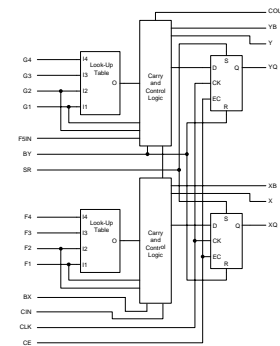 COUT
YB
Y
G4 I4 Look-Up Table
G3 I3
G2 I2
G1 I1
O
Carry and Control Logic
S
D Q YQ
CK
EC
R
F5IN
BY
SR
XB
X
F4 I4 Look-Up Table
F3 I3
F2 I2
F1 I1
O
Carry and Control Logic
S
D Q XQ
CK
EC
R
BX
CIN
CLK
CE